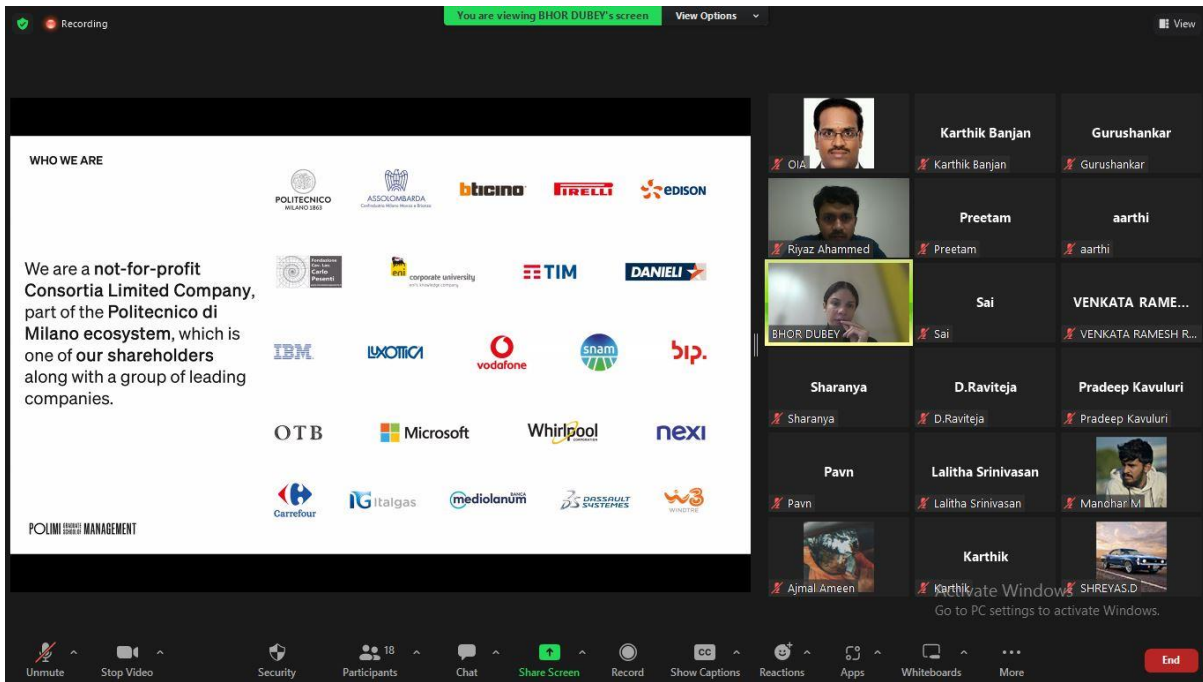 Recording
You are viewing BHOR DUBEY's screen
View Options
View
WHO WE ARE
We are a not-for-profit
Consortia Limited Company,
part of the Politecnico di
Milano ecosystem, which is
one of our shareholders
along with a group of leading
companies.
POLITECNICO
MILANO 1863
ASSOLOMBARDA
bticino
PIRELLI
EDISON
Fondazione
Carlo
Pesenti
eni
corporate university
TIM
DANIELI
IBM
LUXOTTICA
vodafone
snam
bip.
OTB
Microsoft
Whirlpool
CORPORATION
nexi
Carrefour
IG Italgas
BANCA
mediolanum
DASSAULT
SYSTEMES
W3
WINDTRE
POLIMI GRADUATE SCHOOL OF MANAGEMENT
OIA
Karthik Banjan
Karthik Banjan
Gurushankar
Gurushankar
Riyaz Ahammed
Preetam
Preetam
aarthi
aarthi
BHOR DUBEY
Sai
Sai
VENKATA RAME...
VENKATA RAMESH R...
Sharanya
Sharanya
D.Raviteja
D.Raviteja
Pradeep Kavuluri
Pradeep Kavuluri
Pavn
Pavn
Lalitha Srinivasan
Lalitha Srinivasan
Manohar M
Ajmal Ameen
Karthik
Karthik
SHREYAS.D
Activate Windows
Go to PC settings to activate Windows.
Unmute
Stop Video
Security
18
Participants
Chat
Share Screen
Record
CC
Show Captions
Reactions
Apps
Whiteboards
More
End